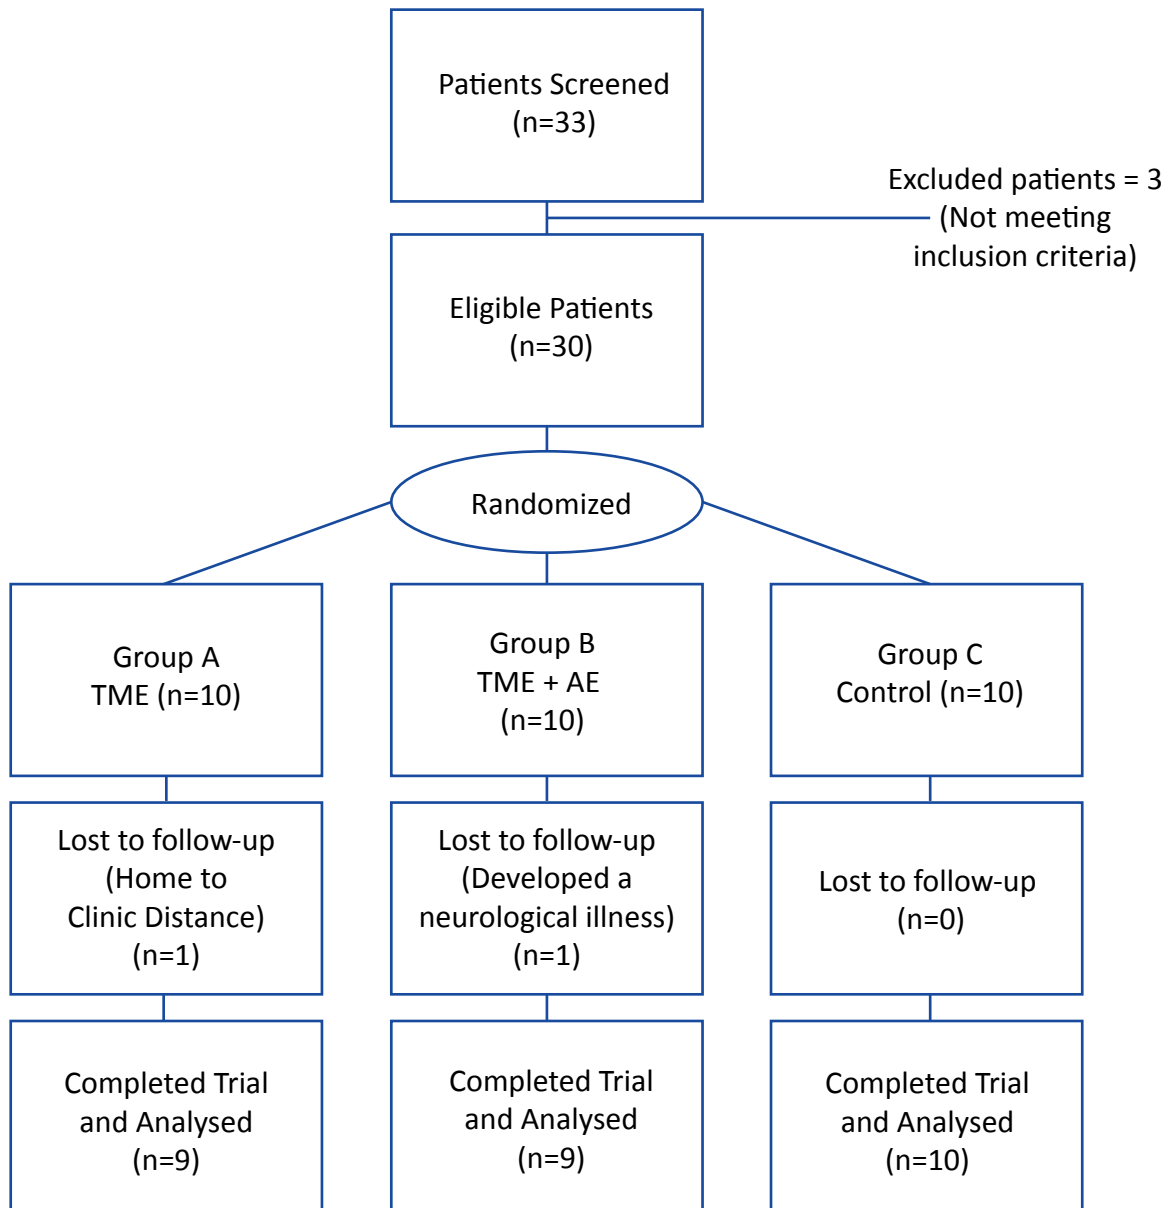 Patients Screened
(n=33)
Excluded patients = 3
(Not meeting
inclusion criteria)
Eligible Patients
(n=30)
Randomized
Group A
TME (n=10)
Group B
TME + AE
(n=10)
Group C
Control (n=10)
Lost to follow-up
(Home to
Clinic Distance)
(n=1)
Lost to follow-up
(Developed a
neurological illness)
(n=1)
Lost to follow-up
(n=0)
Completed Trial
and Analysed
(n=9)
Completed Trial
and Analysed
(n=9)
Completed Trial
and Analysed
(n=10)